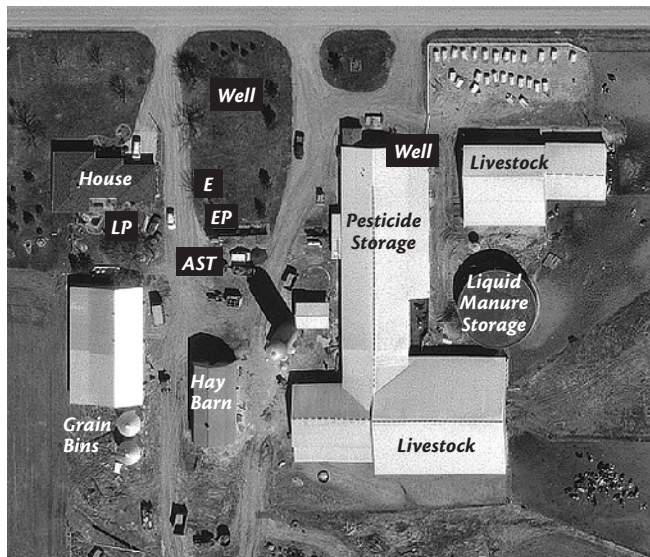 Well
Well
Livestock
House
E
EP
LP
Pesticide
Storage
AST
Liquid
Manure
Storage
Hay
Barn
Grain
Bins
Livestock